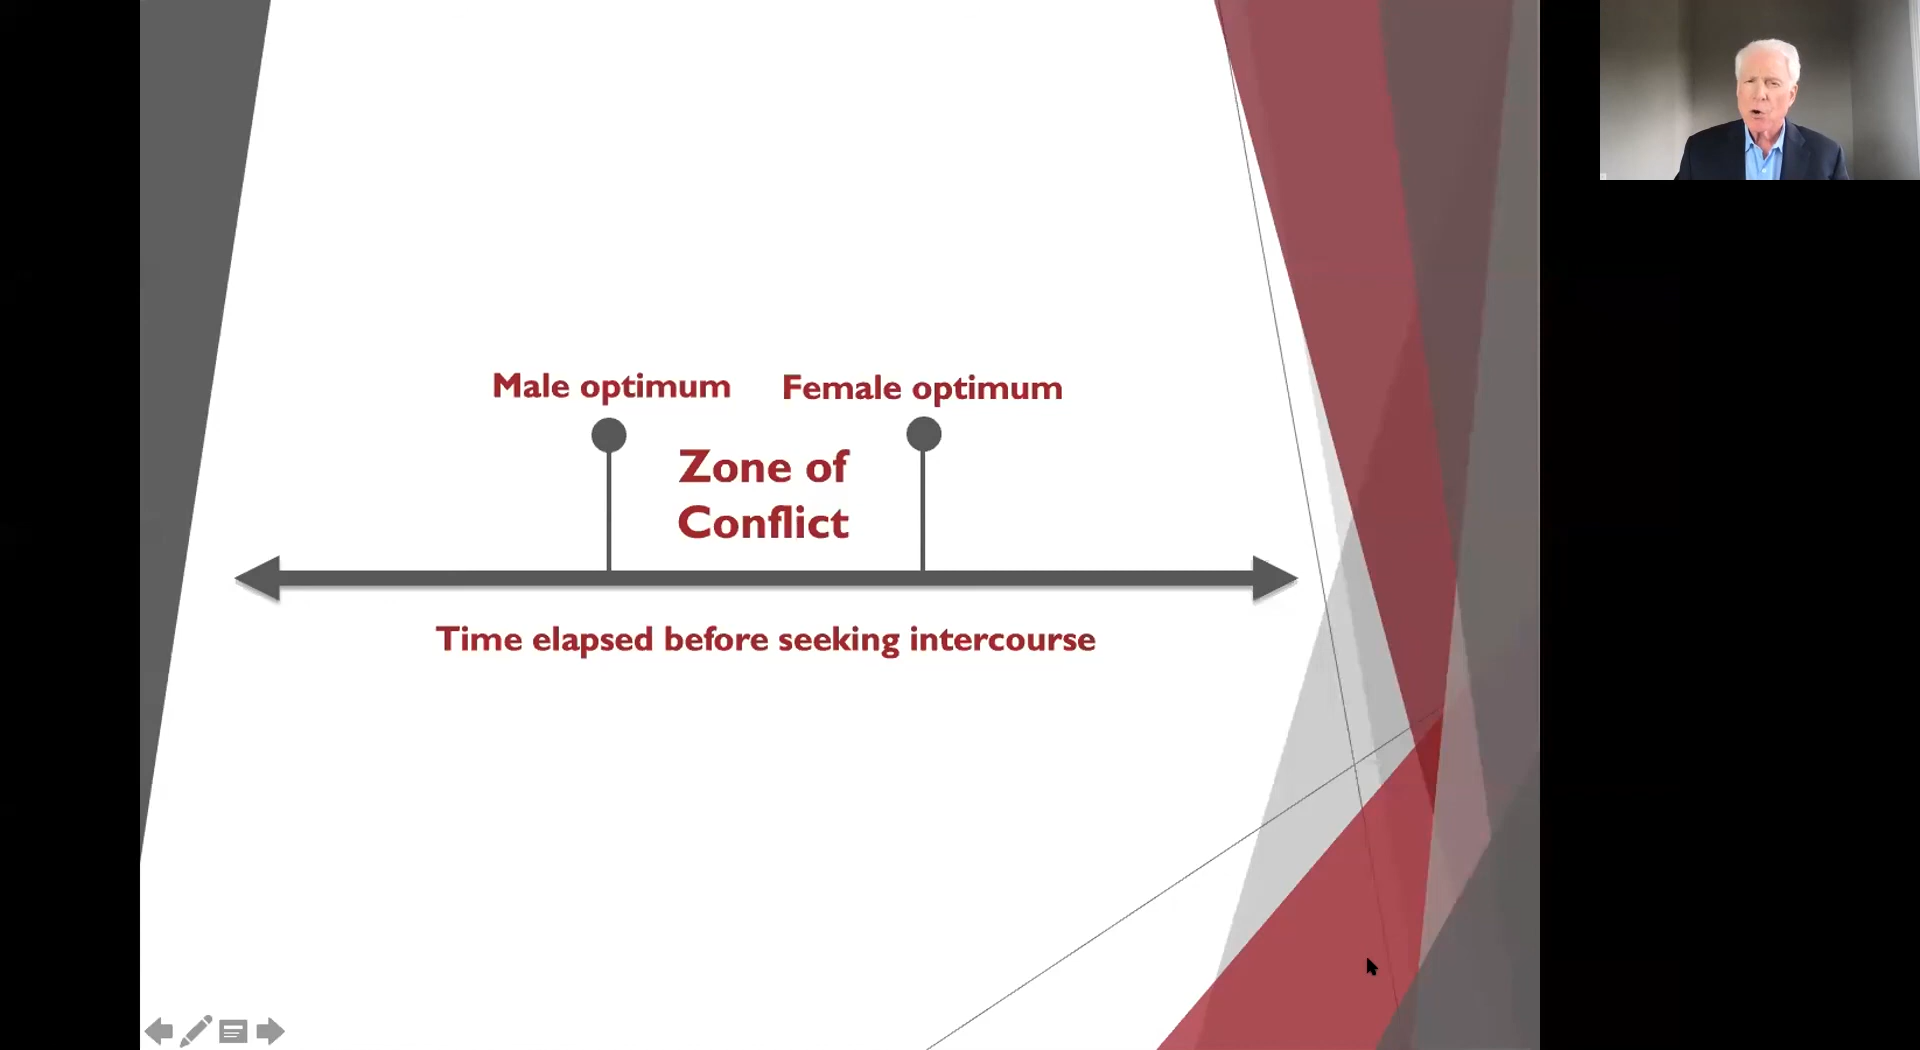 Male optimum
Female optimum
Zone of
Conflict
Time elapsed before seeking intercourse